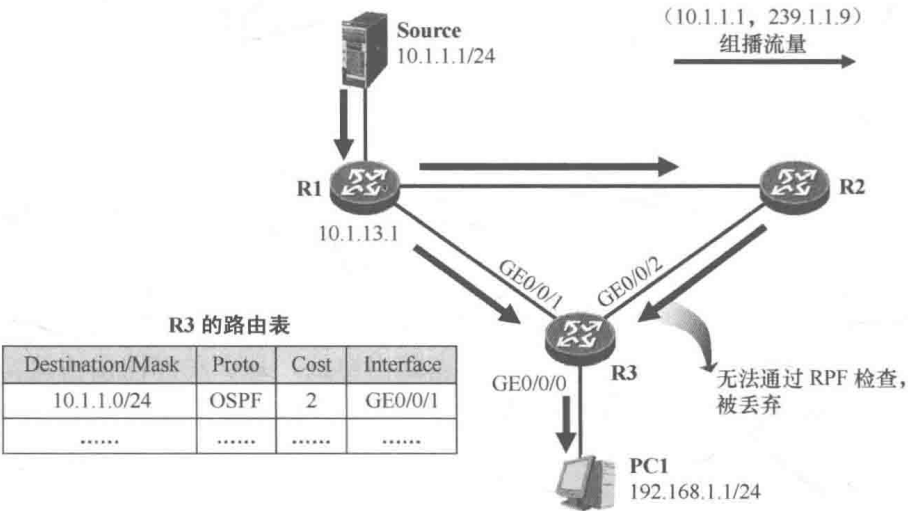 Source
10.1.1.1/24
（10.1.1.1，239.1.1.9）
组播流量
R1
R2
10.1.13.1
GE0/0/1
GE0/0/2
R3 的路由表
Destination/Mask Proto Cost Interface
10.1.1.0/24 OSPF 2 GE0/0/1
…… …… …… ……
R3
GE0/0/0
无法通过 RPF 检查，
被丢弃
PC1
192.168.1.1/24